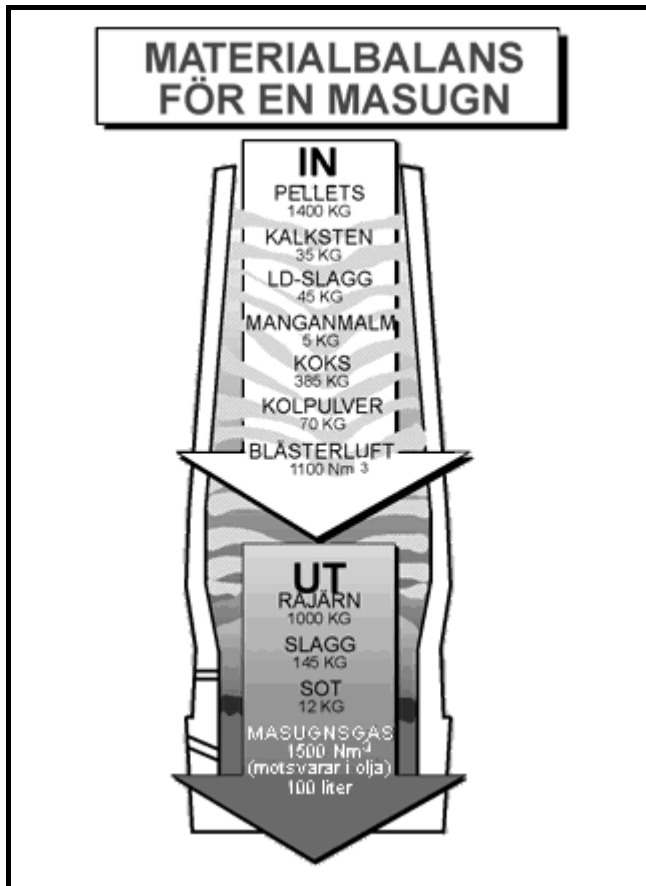 MATERIALBALANS
FÖR EN MASUGN
IN
PELLETS
1400 KG
KALKSTEN
35 KG
LD-SLAGG
45 KG
MANGANMALM
5 KG
KOKS
385 KG
KOLPULVER
70 KG
BLÄSTERLUFT
1100 Nm 3
UT
RÅJÄRN
1000 KG
SLAGG
145 KG
SOT
12 KG
MASUGNSGAS
1500 Nm3
(motsvarar i olja)
100 liter